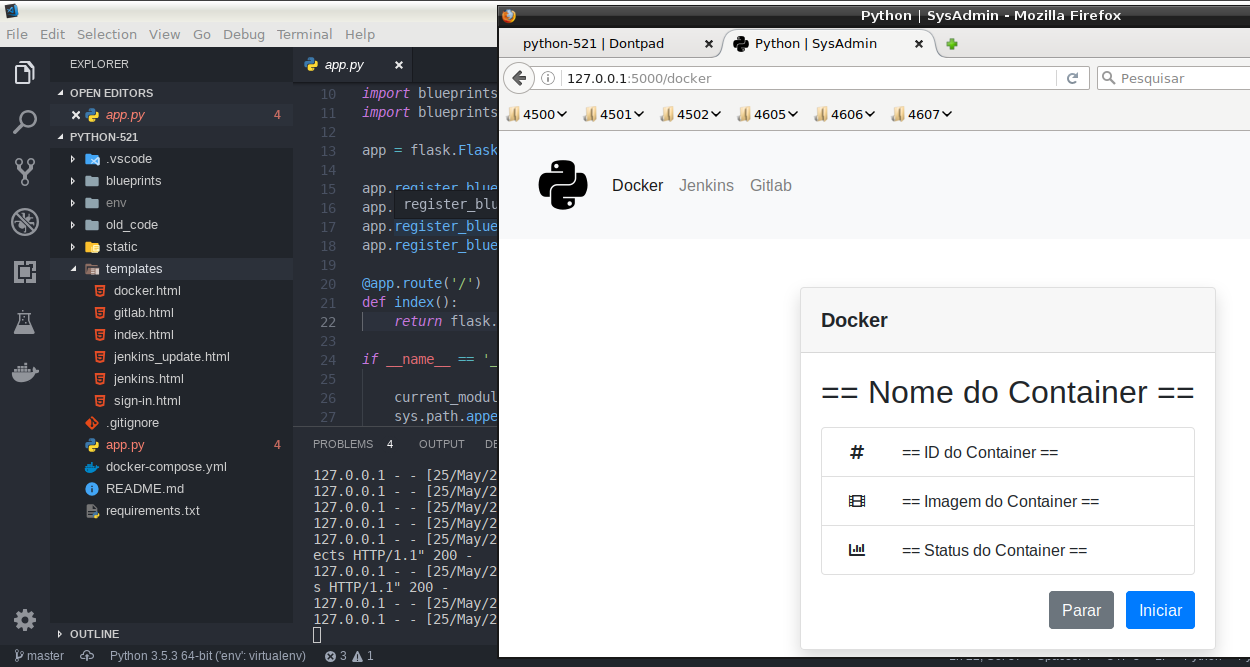 File Edit Selection View Go Debug Terminal Help
EXPLORER
OPEN EDITORS
app.py 4
PYTHON-521
.vscode
blueprints
env
old_code
static
templates
docker.html
gitlab.html
index.html
jenkins_update.html
jenkins.html
sign-in.html
.gitignore
app.py 4
docker-compose.yml
README.md
requirements.txt
OUTLINE
app.py
10 import blueprints
11 import blueprints
12
13 app = flask.Flask
14
15 app.register_blue
register_blu
16 app.
17 app.register_blue
18 app.register_blue
19
20 @app.route('/')
21 def index():
22 return flask.
23
24 if __name__ == '_
25
26 current_modul
27 sys.path.appe
PROBLEMS 4 OUTPUT DE
127.0.0.1 - - [25/May/2
127.0.0.1 - - [25/May/2
127.0.0.1 - - [25/May/2
127.0.0.1 - - [25/May/2
127.0.0.1 - - [25/May/2
ects HTTP/1.1" 200 -
127.0.0.1 - - [25/May/2
s HTTP/1.1" 200 -
127.0.0.1 - - [25/May/2
127.0.0.1 - - [25/May/2
master Python 3.5.3 64-bit ('env': virtualenv) 3 1
Python | SysAdmin - Mozilla Firefox
python-521 | Dontpad
Python | SysAdmin
127.0.0.1:5000/docker
Pesquisar
4500 4501 4502 4605 4606 4607
Docker Jenkins Gitlab
Docker
== Nome do Container ==
== ID do Container ==
== Imagem do Container ==
== Status do Container ==
Parar Iniciar